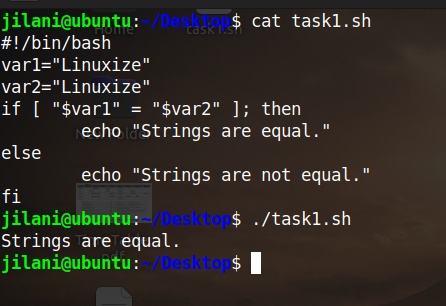 jilani@ubuntu:~/Desktop$ cat task1.sh
#!/bin/bash
var1="Linuxize"
var2="Linuxize"
if [ "$var1" = "$var2" ]; then
        echo "Strings are equal."
else
        echo "Strings are not equal."
fi
jilani@ubuntu:~/Desktop$ ./task1.sh
Strings are equal.
jilani@ubuntu:~/Desktop$